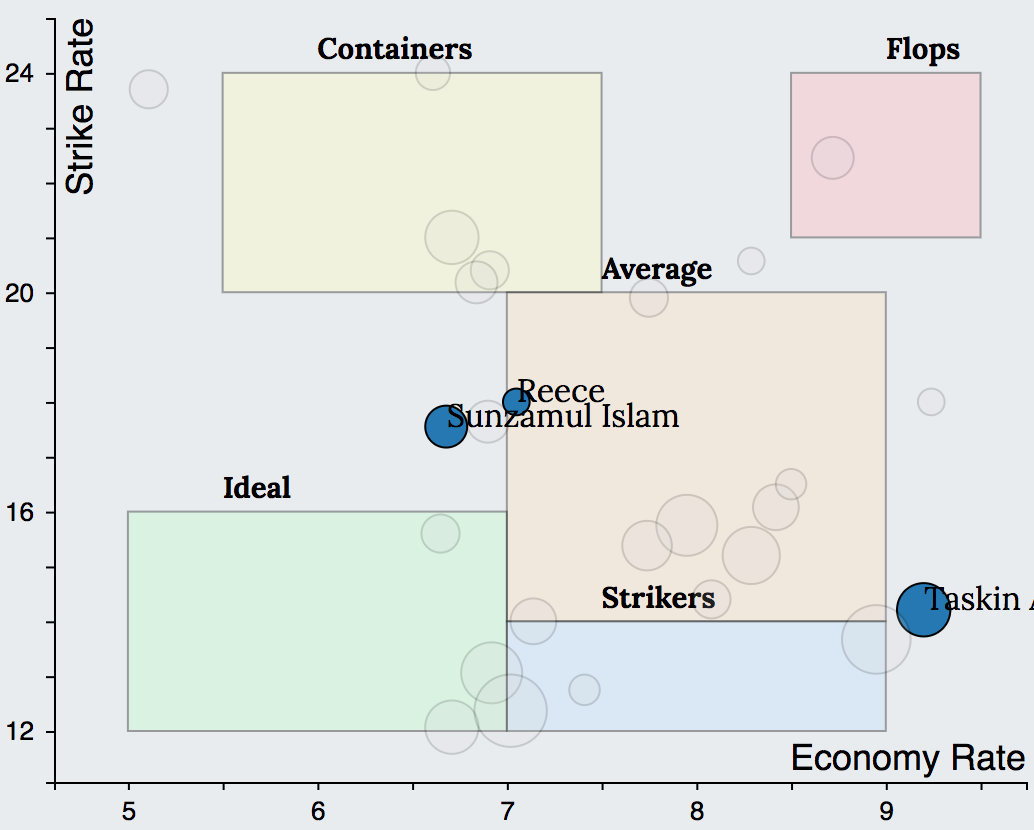 Strike Rate
Containers
Flops
24
Average
20
Reece
Sunzamul Islam
Ideal
16
Strikers
Taskin
12
Economy Rate
5
6
7
8
9